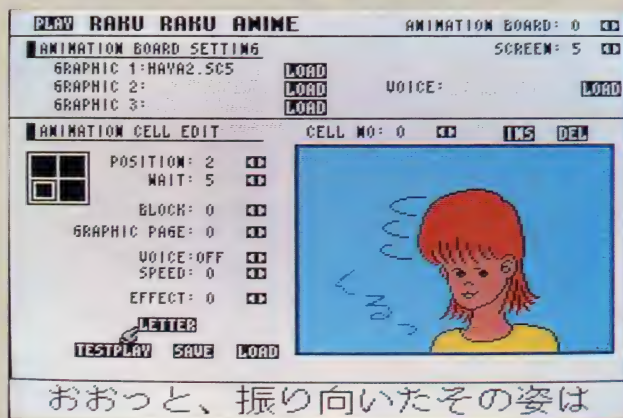 PLAY RAKU RAKU ANIME ANIMATION BOARD: 0
ANIMATION BOARD SETTING SCREEN: 5
GRAPHIC 1:HAYA2.SC5 LOAD
GRAPHIC 2: LOAD VOICE: LOAD
GRAPHIC 3: LOAD
ANIMATION CELL EDIT CELL NO: 0 INS DEL
POSITION: 2
WAIT: 5
BLOCK: 0
GRAPHIC PAGE: 0
VOICE:OFF
SPEED: 0
EFFECT: 0
LETTER
TESTPLAY SAVE LOAD
くるっ
おおっと、振り向いたその姿は